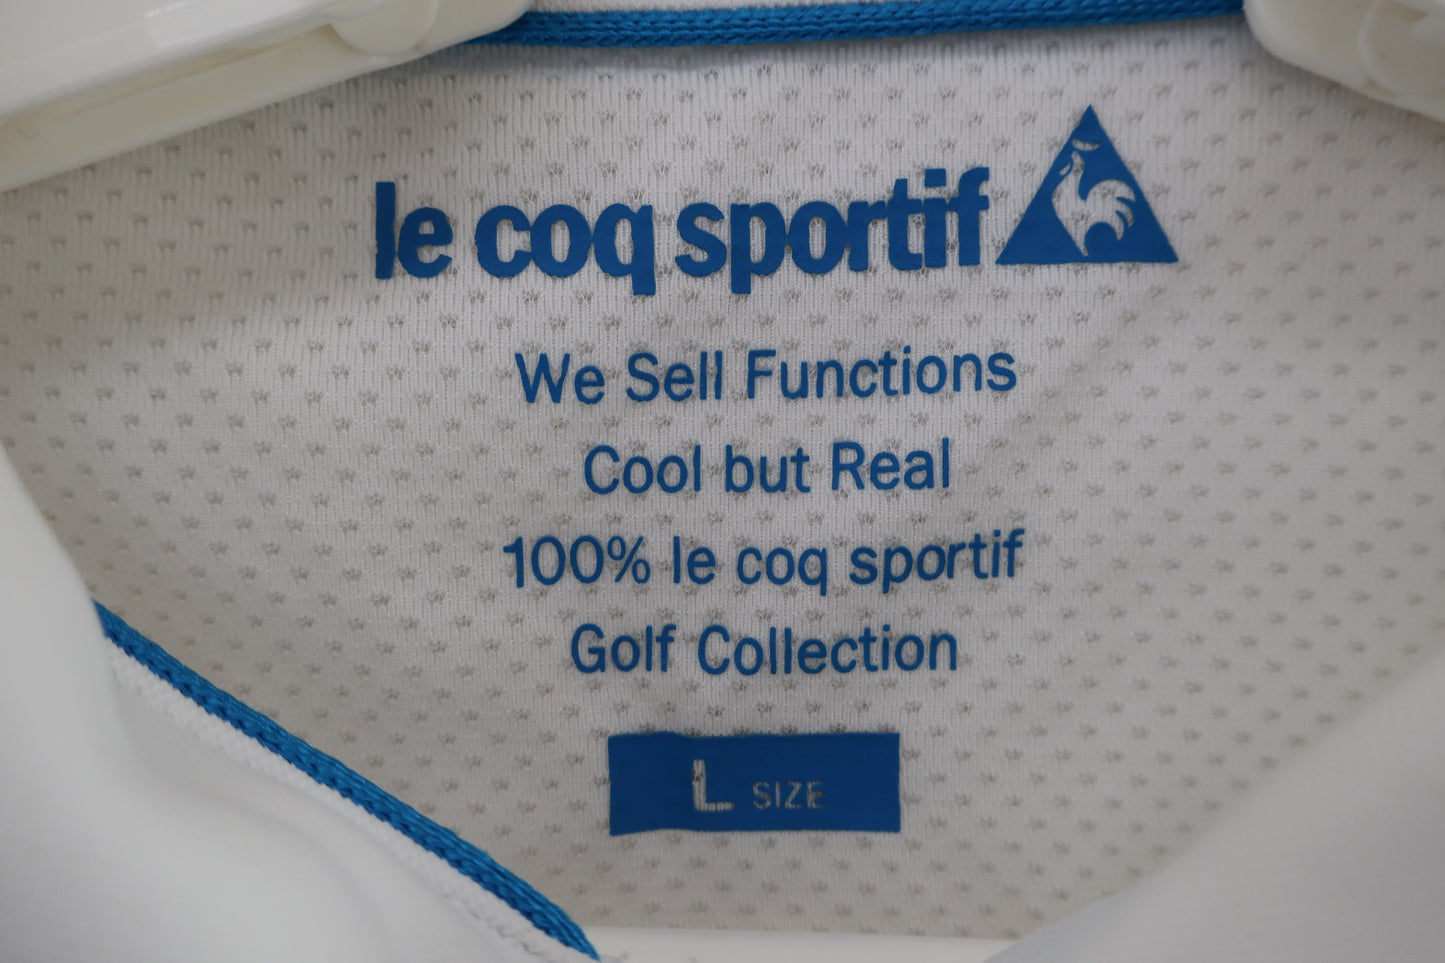 le coq sportif
We Sell Functions
Cool but Real
100% le coq sportif
Golf Collection
L SIZE